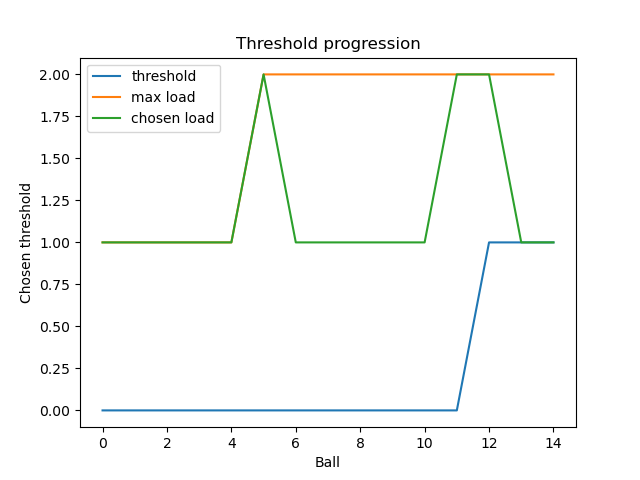 Threshold progression
threshold
max load
chosen load
2.00
1.75
1.50
1.25
1.00
0.75
0.50
0.25
0.00
Chosen threshold
0 2 4 6 8 10 12 14
Ball